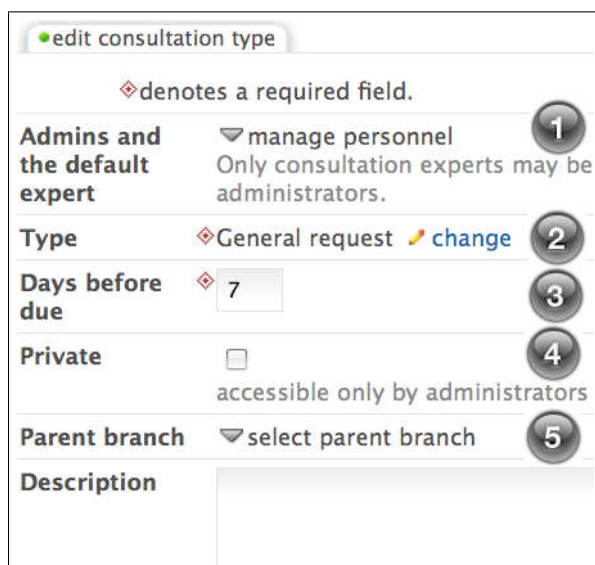 edit consultation type
denotes a required field.
Admins and the default expert
manage personnel
1
Only consultation experts may be
administrators.
Type
General request change
2
Days before due
7
3
Private
4
accessible only by administrators
Parent branch
select parent branch
5
Description